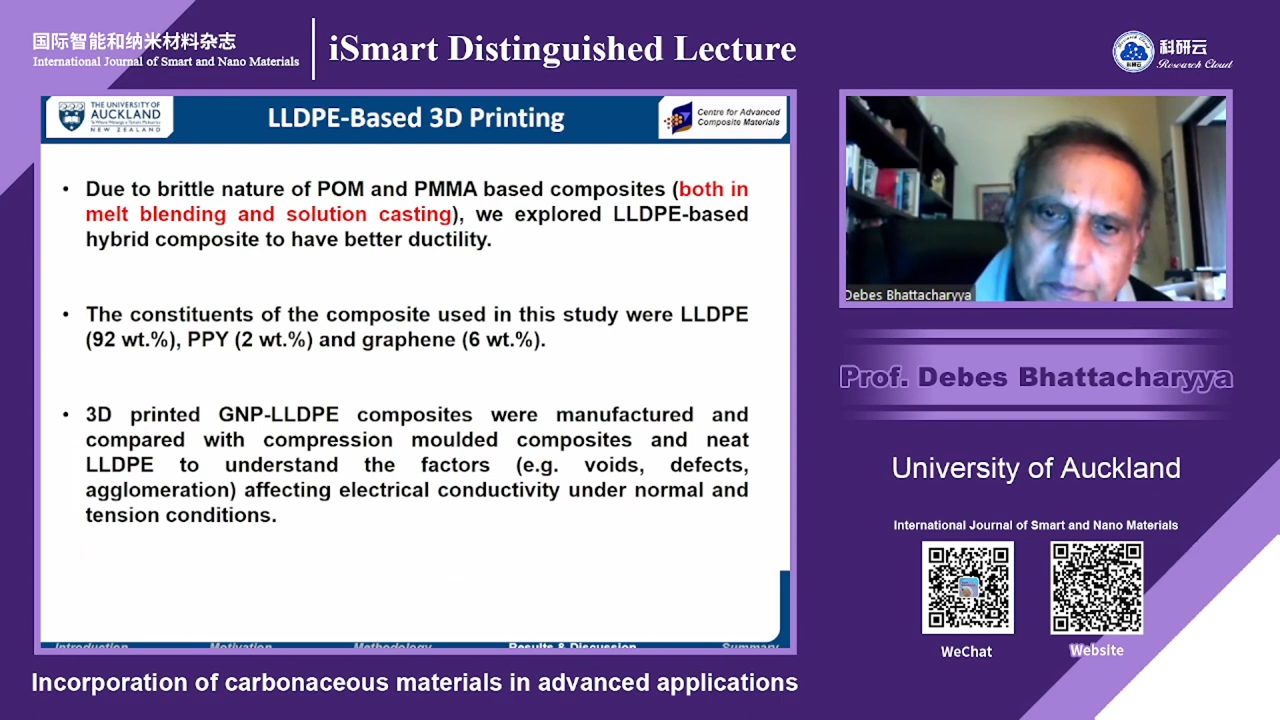 国际智能和纳米材料杂志
International Journal of Smart and Nano Materials
iSmart Distinguished Lecture
科研云
Research Cloud
THE UNIVERSITY OF
AUCKLAND
NEW ZEALAND
LLDPE-Based 3D Printing
Centre for Advanced
Composite Materials
• Due to brittle nature of POM and PMMA based composites (both in
melt blending and solution casting), we explored LLDPE-based
hybrid composite to have better ductility.
• The constituents of the composite used in this study were LLDPE
(92 wt.%), PPY (2 wt.%) and graphene (6 wt.%).
• 3D printed GNP-LLDPE composites were manufactured and
compared with compression moulded composites and neat
LLDPE to understand the factors (e.g. voids, defects,
agglomeration) affecting electrical conductivity under normal and
tension conditions.
Introduction Motivation Methodology Results & Discussion Summary
Debes Bhattacharyya
Prof. Debes Bhattacharyya
University of Auckland
International Journal of Smart and Nano Materials
WeChat
Website
Incorporation of carbonaceous materials in advanced applications